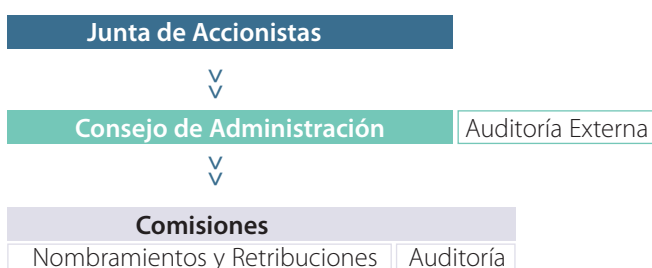 Junta de Accionistas
Consejo de Administración
Auditoría Externa
Comisiones
Nombramientos y Retribuciones
Auditoría